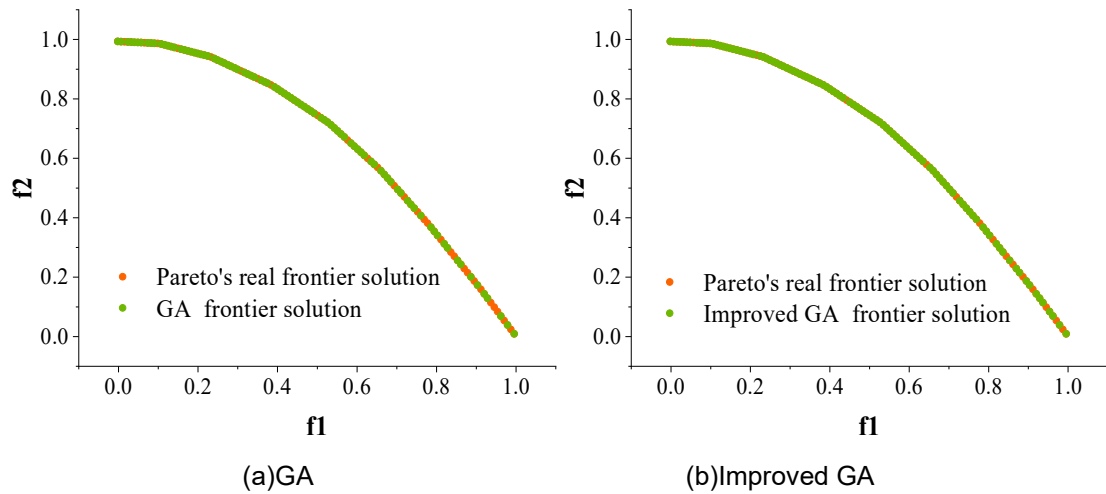 1.0
0.8
0.6
0.4
0.2
0.0
f2
Pareto's real frontier solution
GA frontier solution
0.0 0.2 0.4 0.6 0.8 1.0
f1
(a)GA
1.0
0.8
0.6
0.4
0.2
0.0
f2
Pareto's real frontier solution
Improved GA frontier solution
0.0 0.2 0.4 0.6 0.8 1.0
f1
(b)Improved GA